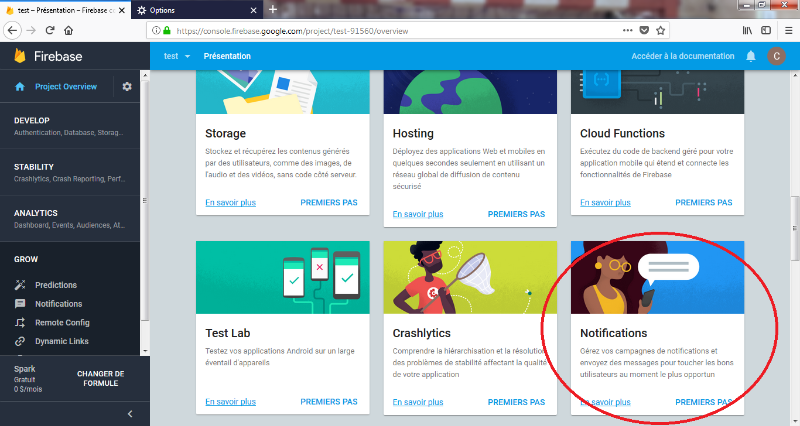 test – Présentation – Firebase c
Options
https://console.firebase.google.com/project/test-91560/overview
Firebase
test
Présentation
Accéder à la documentation
C
Project Overview
DEVELOP
Authentication, Database, Storag...
STABILITY
Crashlytics, Crash Reporting, Perf...
ANALYTICS
Dashboard, Events, Audiences, At...
GROW
Predictions
Notifications
Remote Config
Dynamic Links
Spark
Gratuit
0 $/mois
CHANGER DE
FORMULE
Storage
Stockez et récupérez les contenus générés
par des utilisateurs, comme des images, de
l'audio et des vidéos, sans code côté serveur.
En savoir plus
PREMIERS PAS
Hosting
Déployez des applications Web et mobiles en
quelques secondes seulement en utilisant un
réseau global de diffusion de contenu
sécurisé
En savoir plus
PREMIERS PAS
Cloud Functions
Exécutez du code de backend géré pour votre
application mobile qui étend et connecte les
fonctionnalités de Firebase
En savoir plus
PREMIERS PAS
Test Lab
Testez vos applications Android sur un large
éventail d'appareils
En savoir plus
PREMIERS PAS
Crashlytics
Comprendre la hiérarchisation et la résolution
des problèmes de stabilité affectant la qualité
de votre application
En savoir plus
PREMIERS PAS
Notifications
Gérez vos campagnes de notifications et
envoyez des messages pour toucher les bons
utilisateurs au moment le plus opportun
En savoir plus
PREMIERS PAS